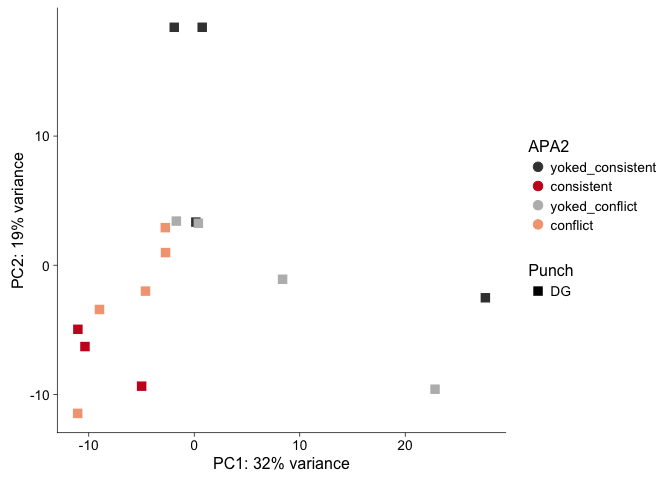 10
0
-10
PC2: 19% variance
-10
0
10
20
PC1: 32% variance
APA2
yoked_consistent
consistent
yoked_conflict
conflict
Punch
DG